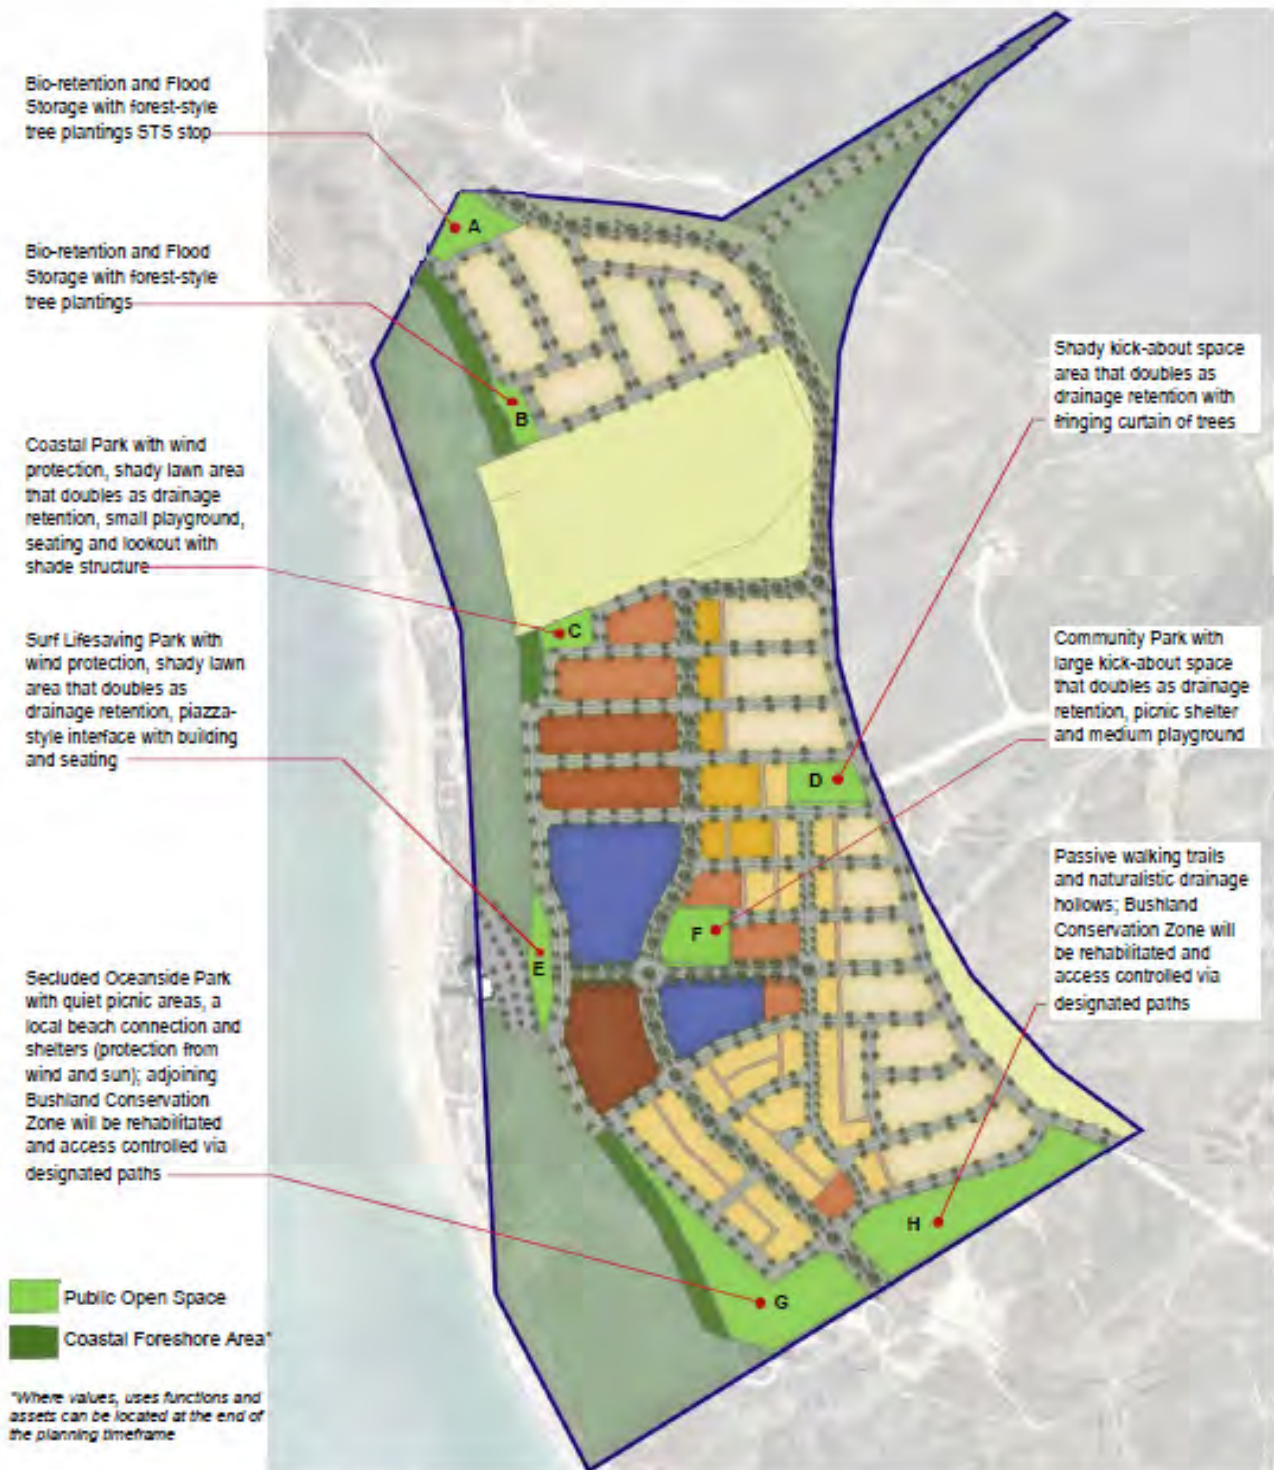 Bio-retention and Flood
Storage with forest-style
tree plantings STS stop
Bio-retention and Flood
Storage with forest-style
tree plantings
Coastal Park with wind
protection, shady lawn area
that doubles as drainage
retention, small playground,
seating and lookout with
shade structure
Surf Lifesaving Park with
wind protection, shady lawn
area that doubles as
drainage retention, piazza-
style interface with building
and seating
Secluded Oceanside Park
with quiet picnic areas, a
local beach connection and
shelters (protection from
wind and sun); adjoining
Bushland Conservation
Zone will be rehabilitated
and access controlled via
designated paths
Public Open Space
Coastal Foreshore Area*
*Where values, uses functions and
assets can be located at the end of
the planning timeframe
A
B
C
D
E
F
G
H
Shady kick-about space
area that doubles as
drainage retention with
fringing curtain of trees
Community Park with
large kick-about space
that doubles as drainage
retention, picnic shelter
and medium playground
Passive walking trails
and naturalistic drainage
hollows; Bushland
Conservation Zone will
be rehabilitated and
access controlled via
designated paths